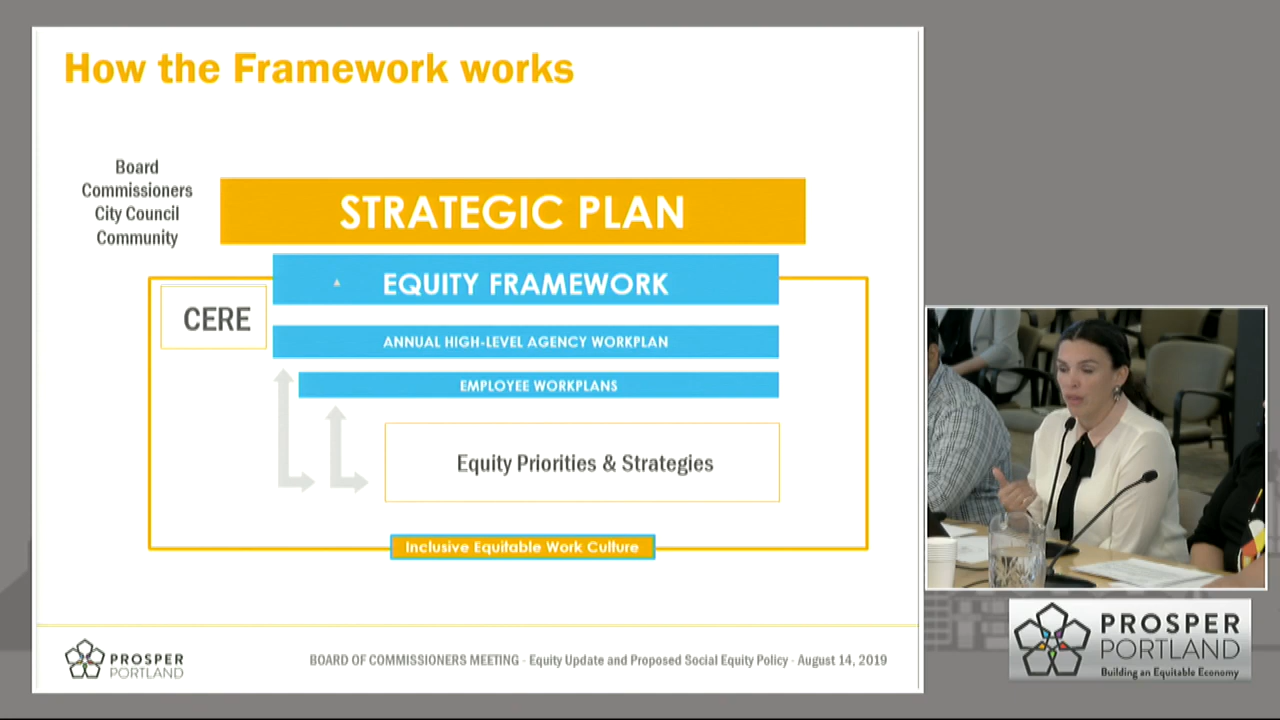 How the Framework works
Board
Commissioners
City Council
Community
STRATEGIC PLAN
EQUITY FRAMEWORK
CERE
ANNUAL HIGH-LEVEL AGENCY WORKPLAN
EMPLOYEE WORKPLANS
Equity Priorities & Strategies
Inclusive Equitable Work Culture
PROSPER
PORTLAND
BOARD OF COMMISSIONERS MEETING - Equity Update and Proposed Social Equity Policy - August 14, 2019
PROSPER
PORTLAND
Building an Equitable Economy